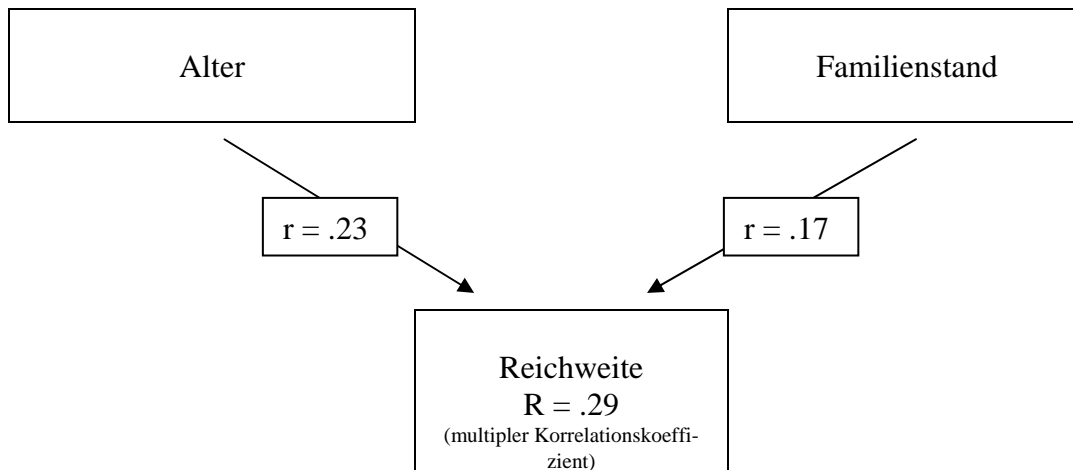 Alter
Familienstand
r = .23
r = .17
Reichweite
R = .29
(multipler Korrelationskoeffi-
zient)